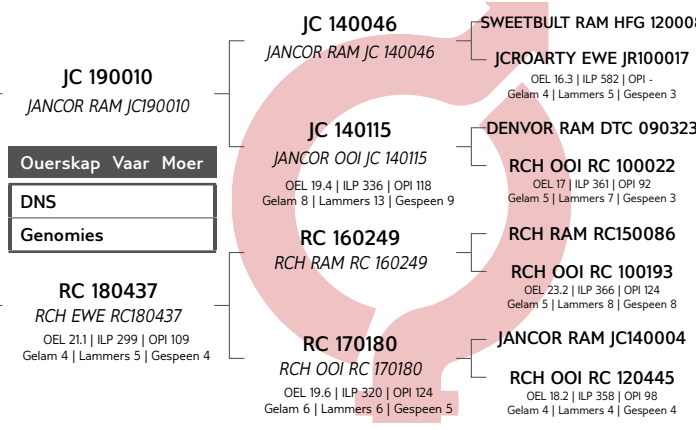 JC 190010
JANCOR RAM JC190010
Ouerskap Vaar Moer
DNS
Genomies
RC 180437
RCH EWE RC180437
OEL 21.1 | ILP 299 | OPI 109
Gelam 4 | Lammers 5 | Gespeen 4
JC 140046
JANCOR RAM JC 140046
JC 140115
JANCOR OOI JC 140115
OEL 19.4 | ILP 336 | OPI 118
Gelam 8 | Lammers 13 | Gespeen 9
RC 160249
RCH RAM RC 160249
RC 170180
RCH OOI RC 170180
OEL 19.6 | ILP 320 | OPI 124
Gelam 6 | Lammers 6 | Gespeen 5
SWEETBULT RAM HFG 120008
JCROARTY EWE JR100017
OEL 16.3 | ILP 582 | OPI -
Gelam 4 | Lammers 5 | Gespeen 3
DENVOR RAM DTC 090323
RCH OOI RC 100022
OEL 17 | ILP 361 | OPI 92
Gelam 5 | Lammers 7 | Gespeen 3
RCH RAM RC150086
RCH OOI RC 100193
OEL 23.2 | ILP 366 | OPI 124
Gelam 5 | Lammers 8 | Gespeen 8
JANCOR RAM JC140004
RCH OOI RC 120445
OEL 18.2 | ILP 358 | OPI 98
Gelam 4 | Lammers 4 | Gespeen 4